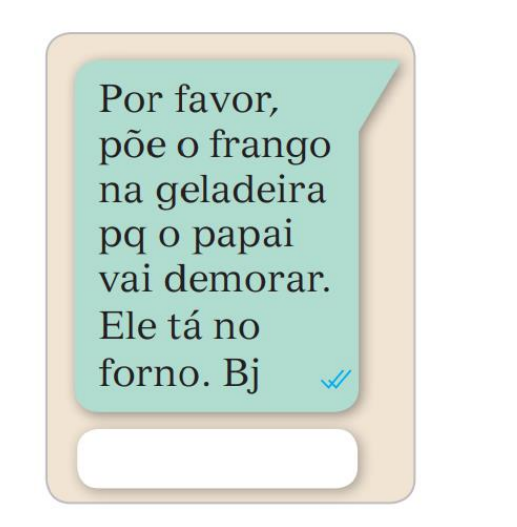 Por favor,
põe o frango
na geladeira
pq o papai
vai demorar.
Ele tá no
forno. Bj